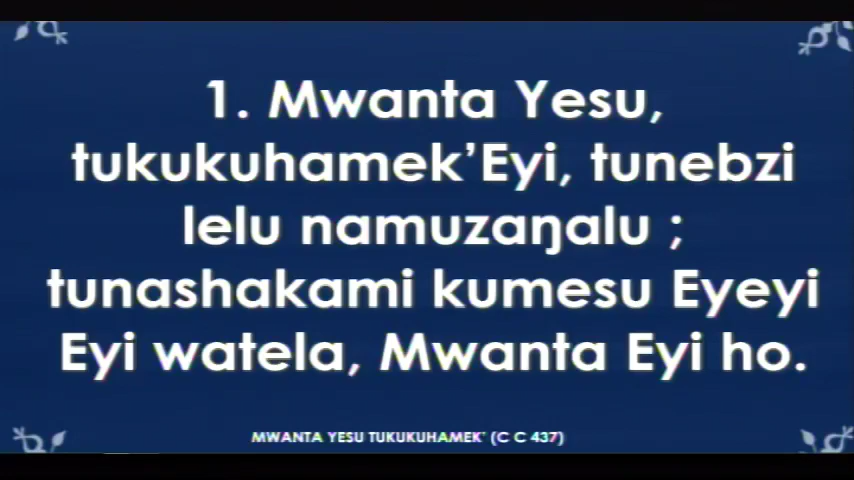 1. Mwanta Yesu,
tukukuhamek’Eyi, tunebzi
lelu namuzaŋalu ;
tunashakami kumesu Eyeyi
Eyi watela, Mwanta Eyi ho.
MWANTA YESU TUKUKUHAMEK’ (C C 437)